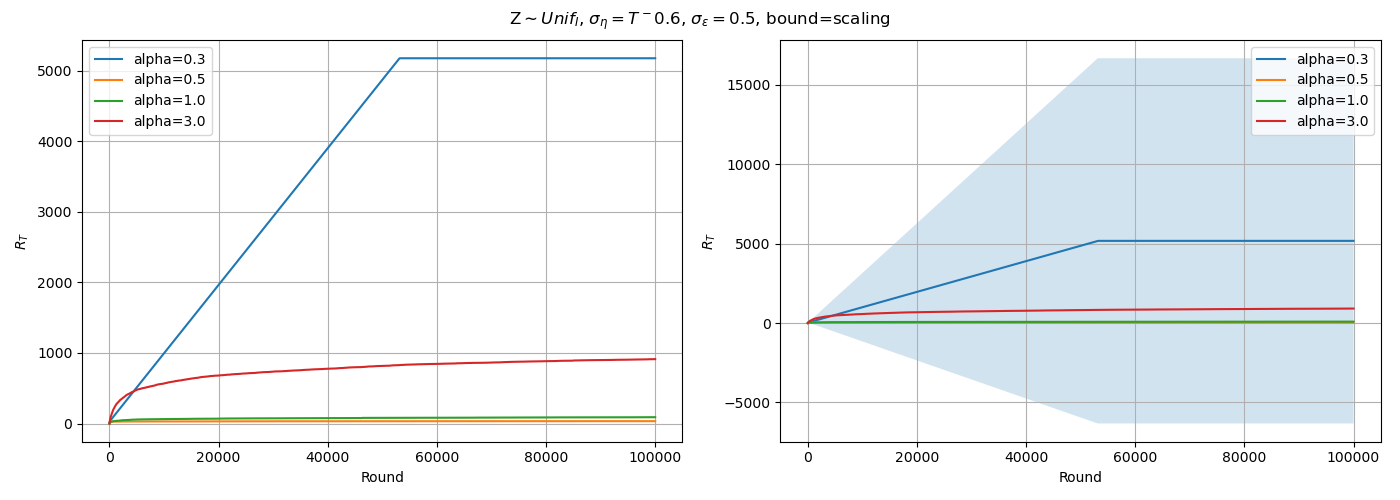 Z ~ Unif_I, σ_η = T⁻0.6, σ_ε = 0.5, bound=scaling
alpha=0.3
alpha=0.5
alpha=1.0
alpha=3.0
5000
4000
3000
2000
1000
0
R_T
0 20000 40000 60000 80000 100000
Round
alpha=0.3
alpha=0.5
alpha=1.0
alpha=3.0
15000
10000
5000
0
−5000
R_T
0 20000 40000 60000 80000 100000
Round